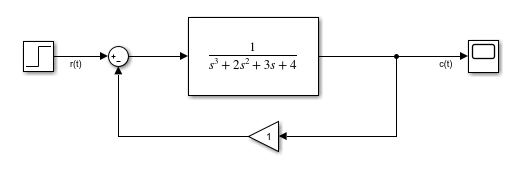 1
s³ + 2s² + 3s + 4
r(t)
+
-
c(t)
1